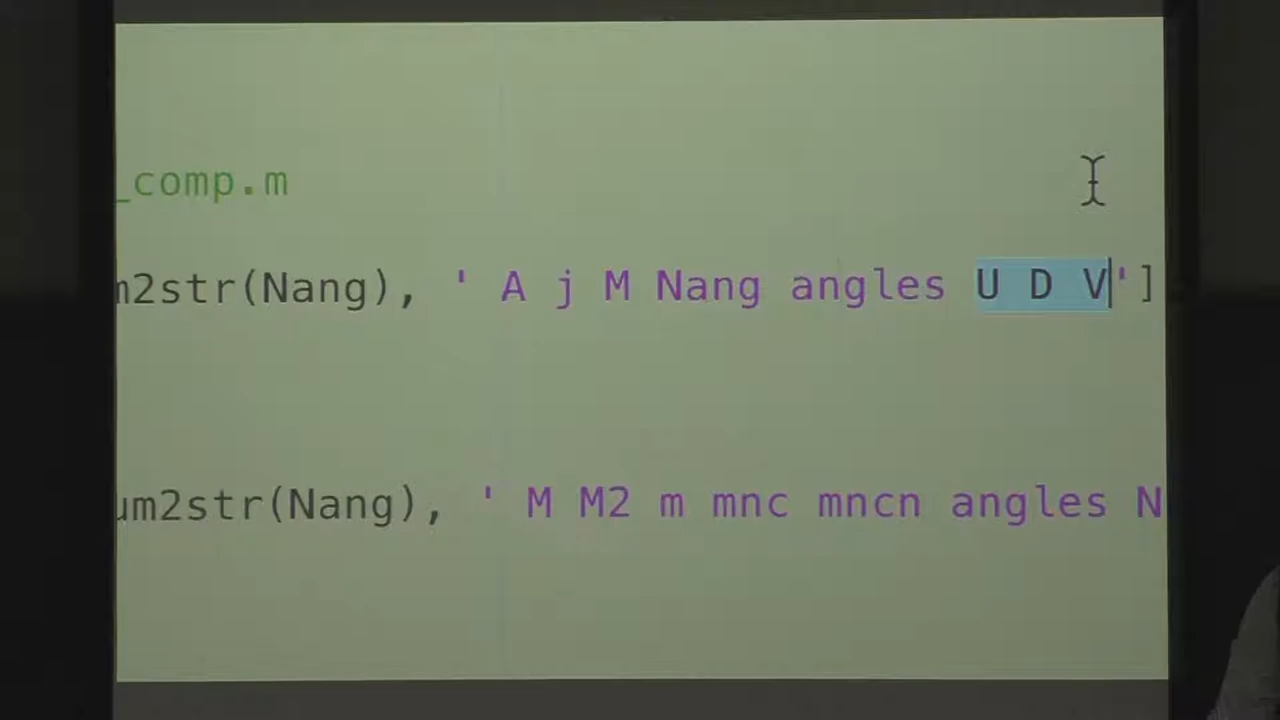 _comp.m
m2str(Nang), ' A j M Nang angles U D V']
um2str(Nang), ' M M2 m mnc mncn angles N